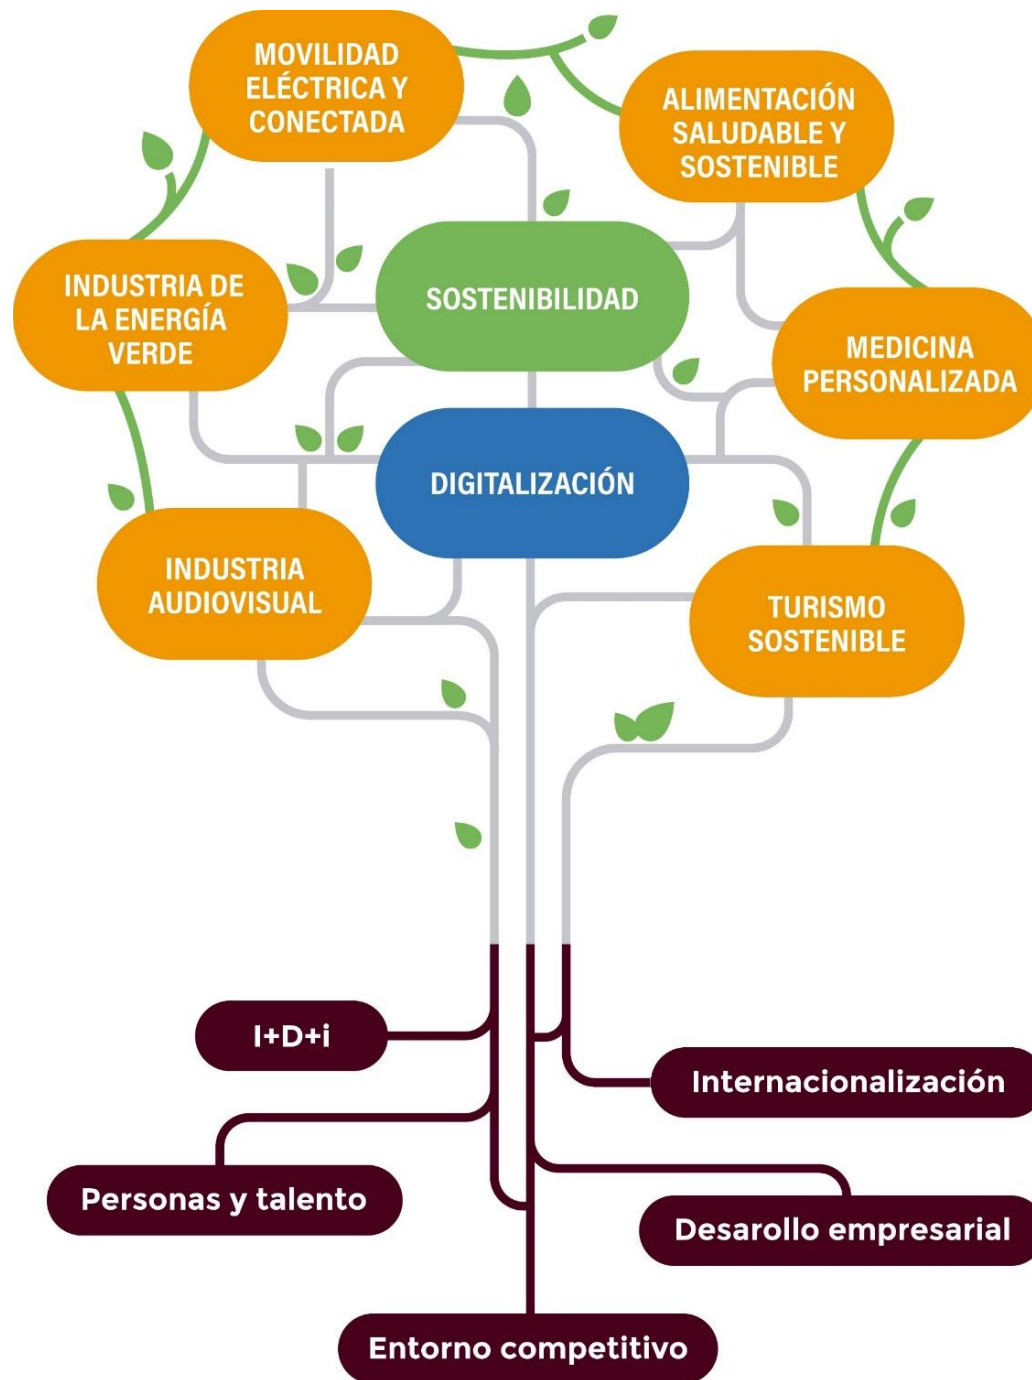 MOVILIDAD
ELÉCTRICA Y
CONECTADA
ALIMENTACIÓN
SALUDABLE Y
SOSTENIBLE
INDUSTRIA DE
LA ENERGÍA
VERDE
SOSTENIBILIDAD
MEDICINA
PERSONALIZADA
DIGITALIZACIÓN
INDUSTRIA
AUDIOVISUAL
TURISMO
SOSTENIBLE
I+D+i
Internacionalización
Personas y talento
Desarollo empresarial
Entorno competitivo